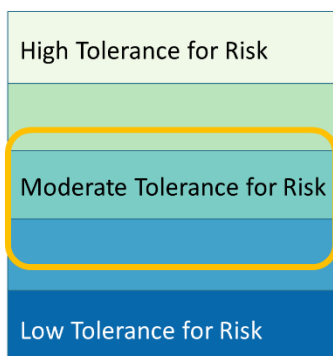 High Tolerance for Risk
Moderate Tolerance for Risk
Low Tolerance for Risk